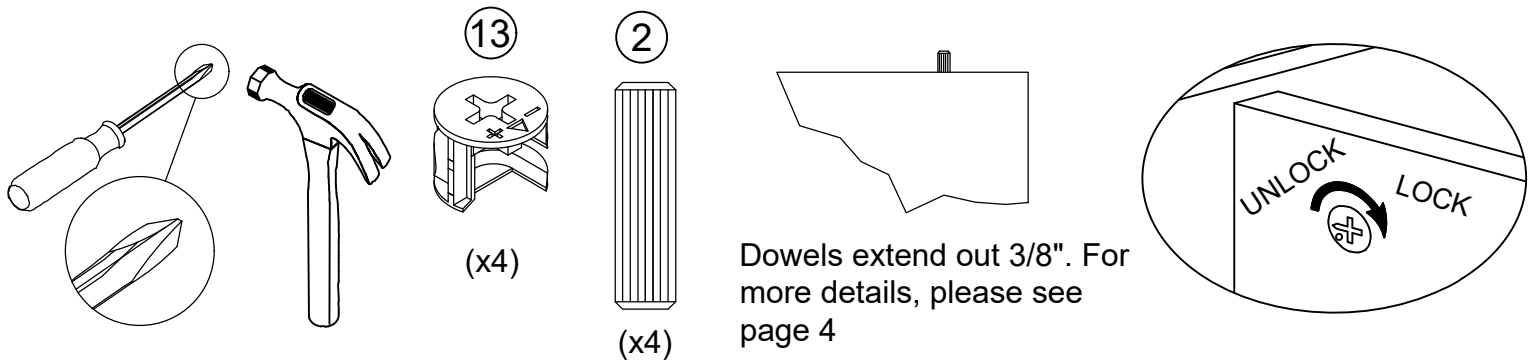 13
(x4)
2
(x4)
Dowels extend out 3/8". For
more details, please see
page 4
UNLOCK
LOCK